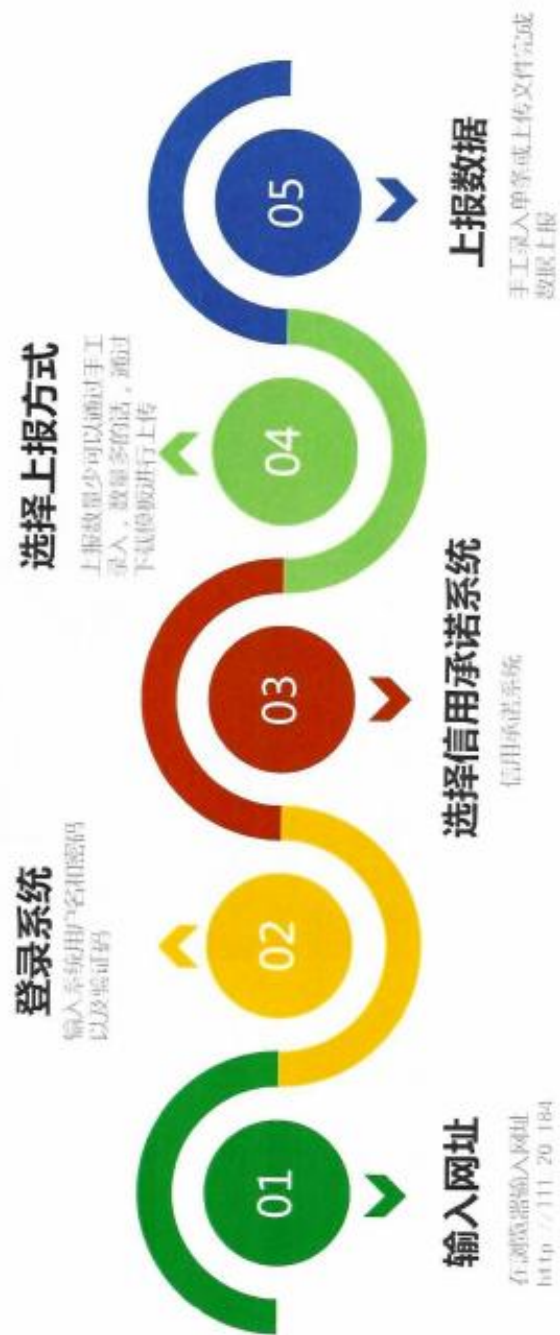 01
输入网址
在浏览器输入网址
http://111 20 184
02
登录系统
输入系统用户名和密码
以及验证码
03
选择信用承诺系统
信用承诺系统
04
选择上报方式
上报数量少可以通过手工
录入，数量多的话，通过
下载模板进行上传
05
上报数据
手工录入单条或上传文件完成
数据上报